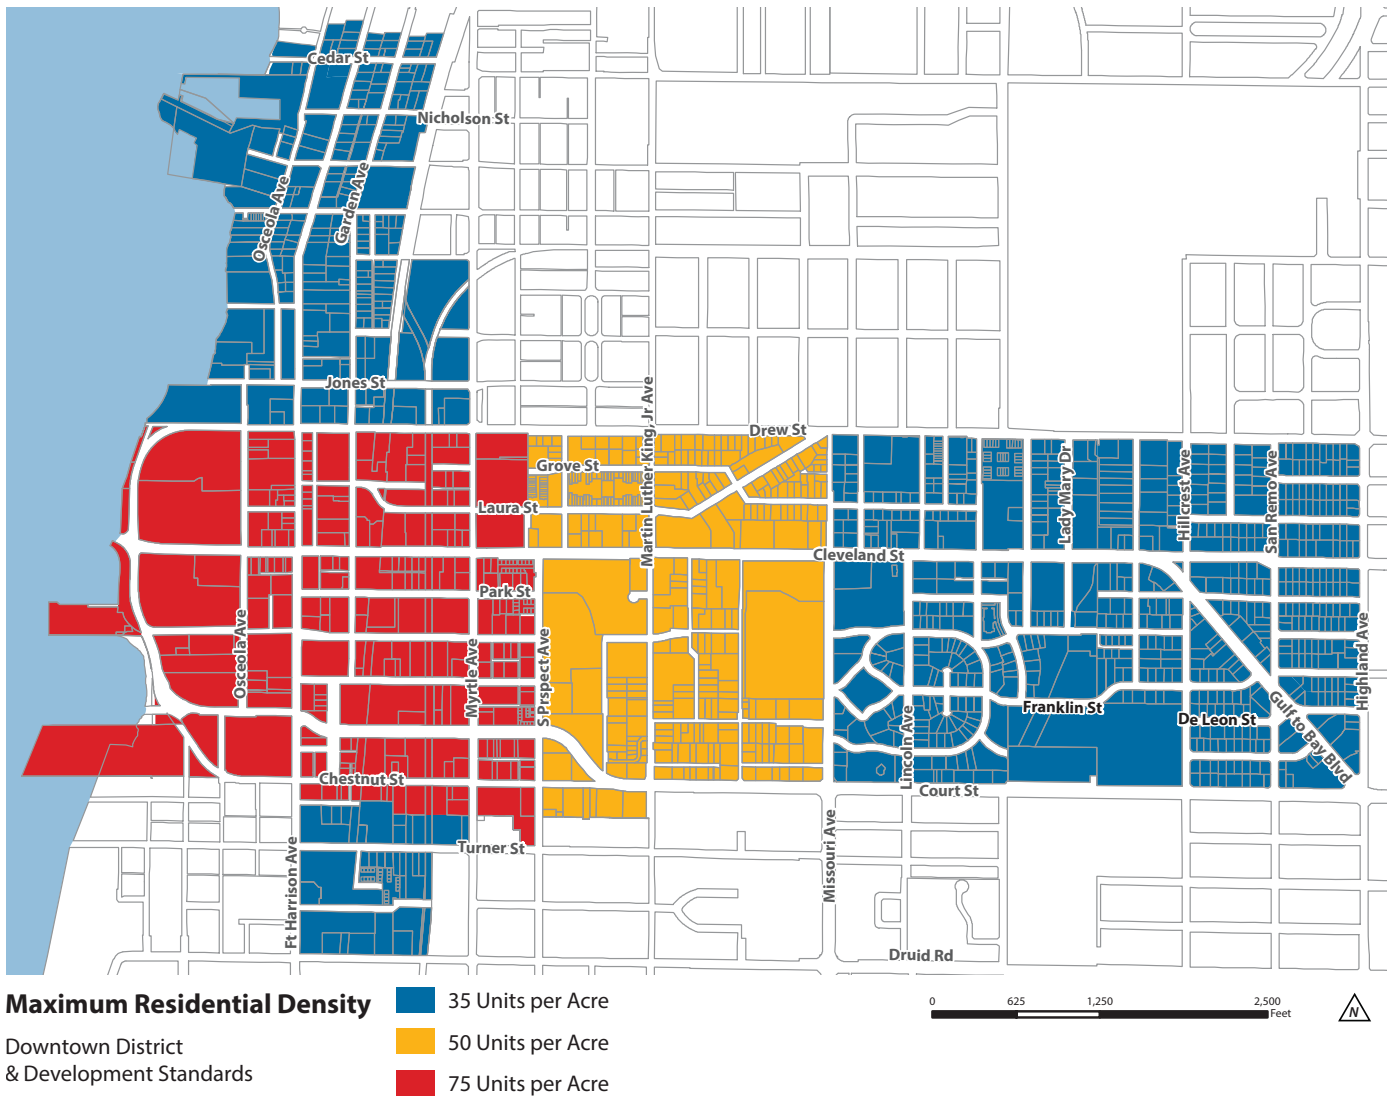 Cedar St
Nicholson St
Osceola Ave
Garden Ave
Jones St
Martin Luther King, Jr Ave
Drew St
Grove St
Laura St
Lady Mary Dr
Hillcrest Ave
San Remo Ave
Cleveland St
Park St
Osceola Ave
Myrtle Ave
S Prspect Ave
Highland Ave
Franklin St
De Leon St
Gulf to Bay Blvd
Lincoln Ave
Chestnut St
Court St
Missouri Ave
Turner St
Ft Harrison Ave
Druid Rd
Maximum Residential Density
Downtown District
& Development Standards
35 Units per Acre
50 Units per Acre
75 Units per Acre
0 625 1,250 2,500
Feet
N